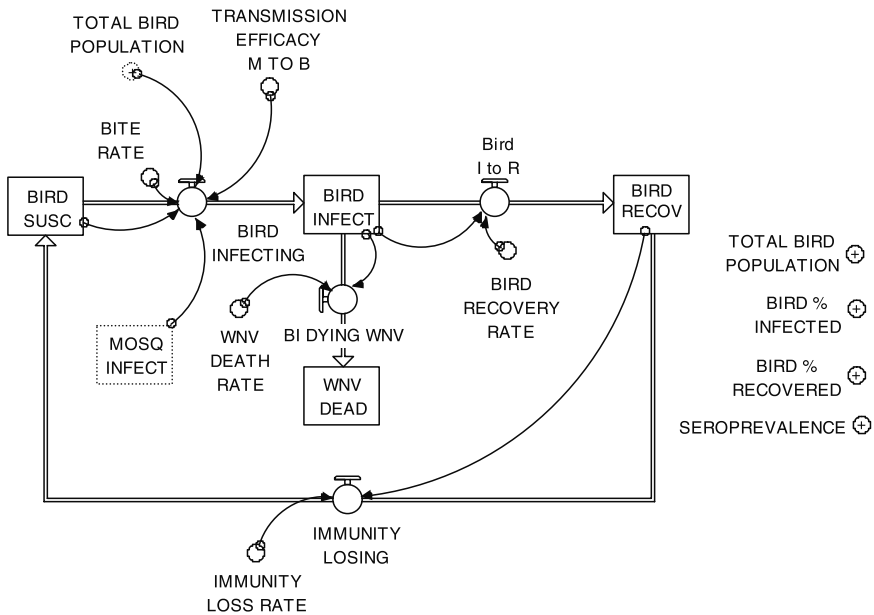 TOTAL BIRD
POPULATION
TRANSMISSION
EFFICACY
M TO B
BITE
RATE
Bird
I to R
BIRD
SUSC
BIRD
INFECT
BIRD
RECOV
BIRD
INFECTING
TOTAL BIRD
POPULATION
BIRD
RECOVERY
RATE
BIRD %
INFECTED
MOSQ
INFECT
WNV
DEATH
RATE
BI DYING WNV
WNV
DEAD
BIRD %
RECOVERED
SEROPREVALENCE
IMMUNITY
LOSING
IMMUNITY
LOSS RATE